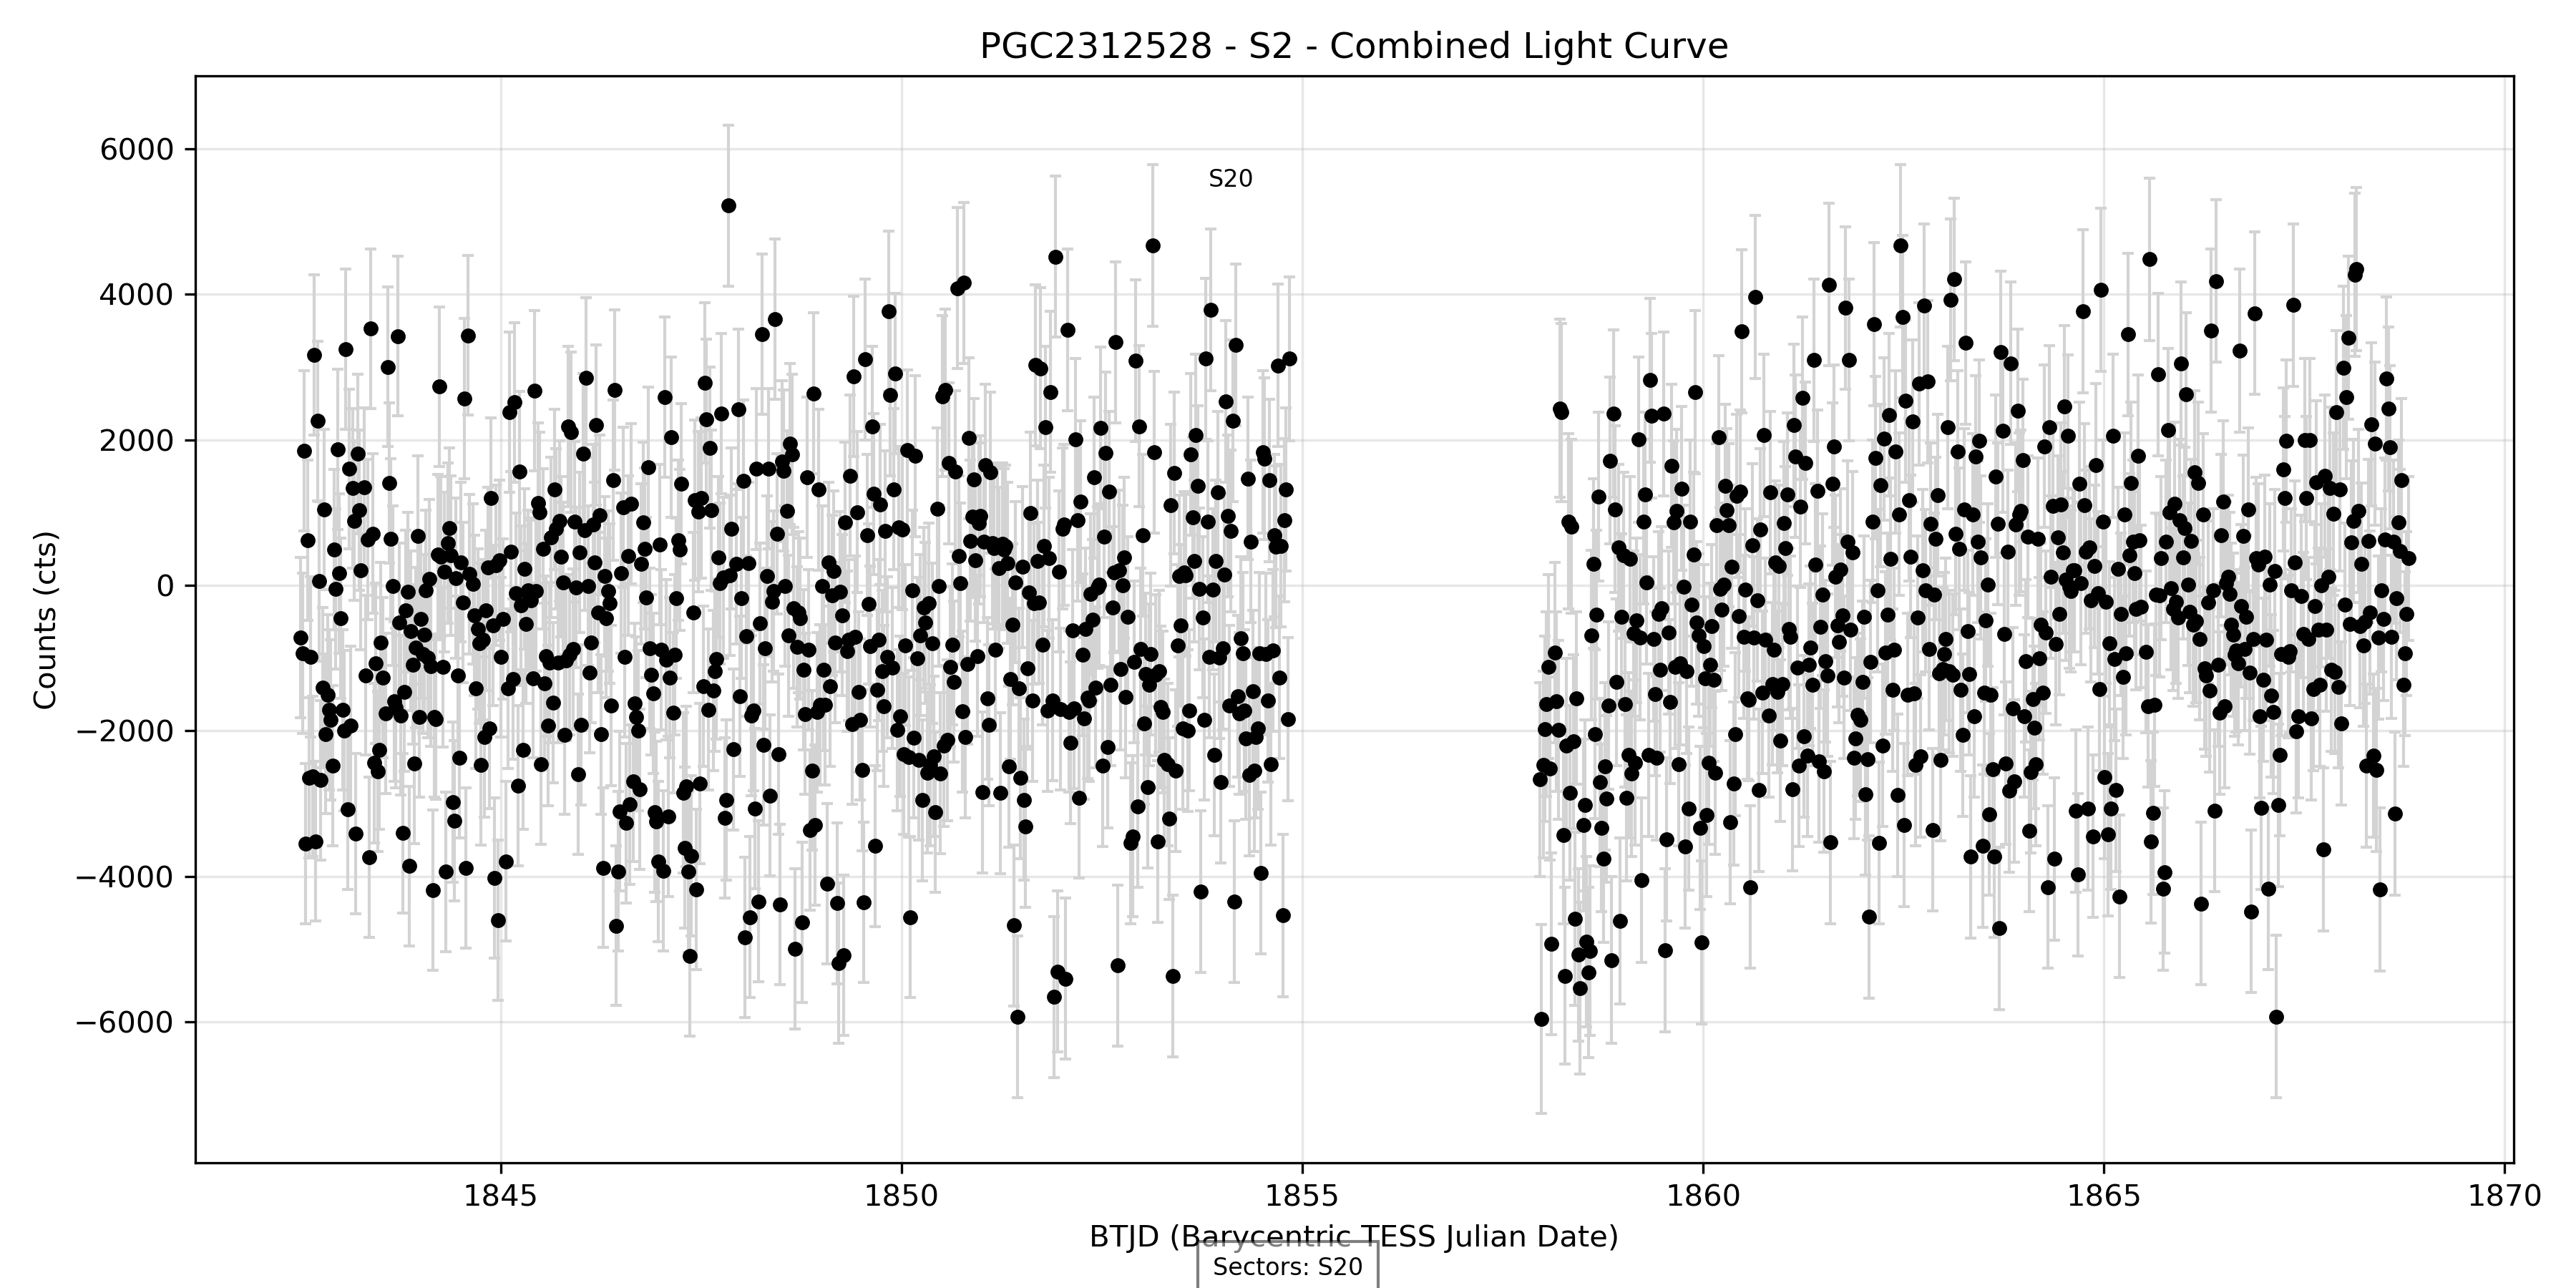 PGC2312528 - S2 - Combined Light Curve
6000
4000
2000
0
−2000
−4000
−6000
Counts (cts)
S20
1845
1850
1855
1860
1865
1870
BTJD (Barycentric TESS Julian Date)
Sectors: S20